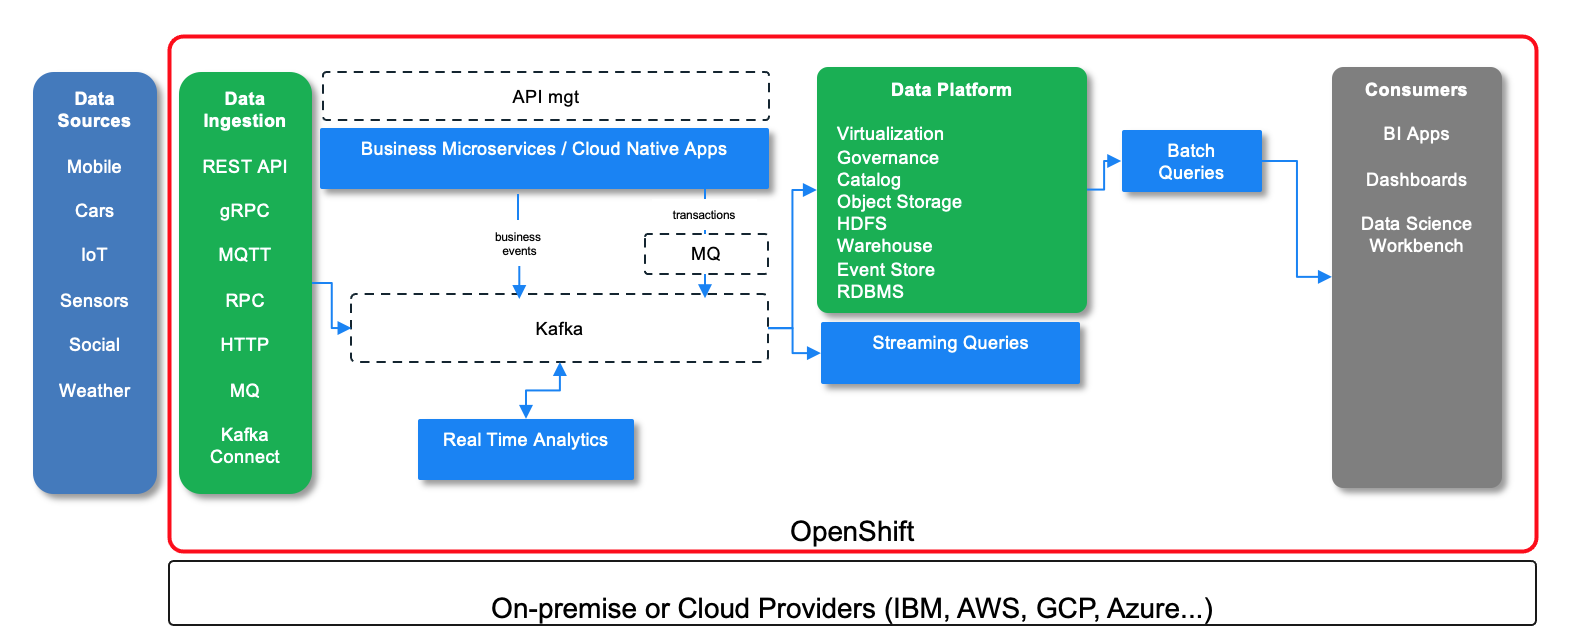 Data
Sources
Mobile
Cars
IoT
Sensors
Social
Weather
Data
Ingestion
REST API
gRPC
MQTT
RPC
HTTP
MQ
Kafka
Connect
API mgt
Business Microservices / Cloud Native Apps
business
events
transactions
MQ
Kafka
Real Time Analytics
Data Platform
Virtualization
Governance
Catalog
Object Storage
HDFS
Warehouse
Event Store
RDBMS
Streaming Queries
Batch
Queries
Consumers
BI Apps
Dashboards
Data Science
Workbench
OpenShift
On-premise or Cloud Providers (IBM, AWS, GCP, Azure...)